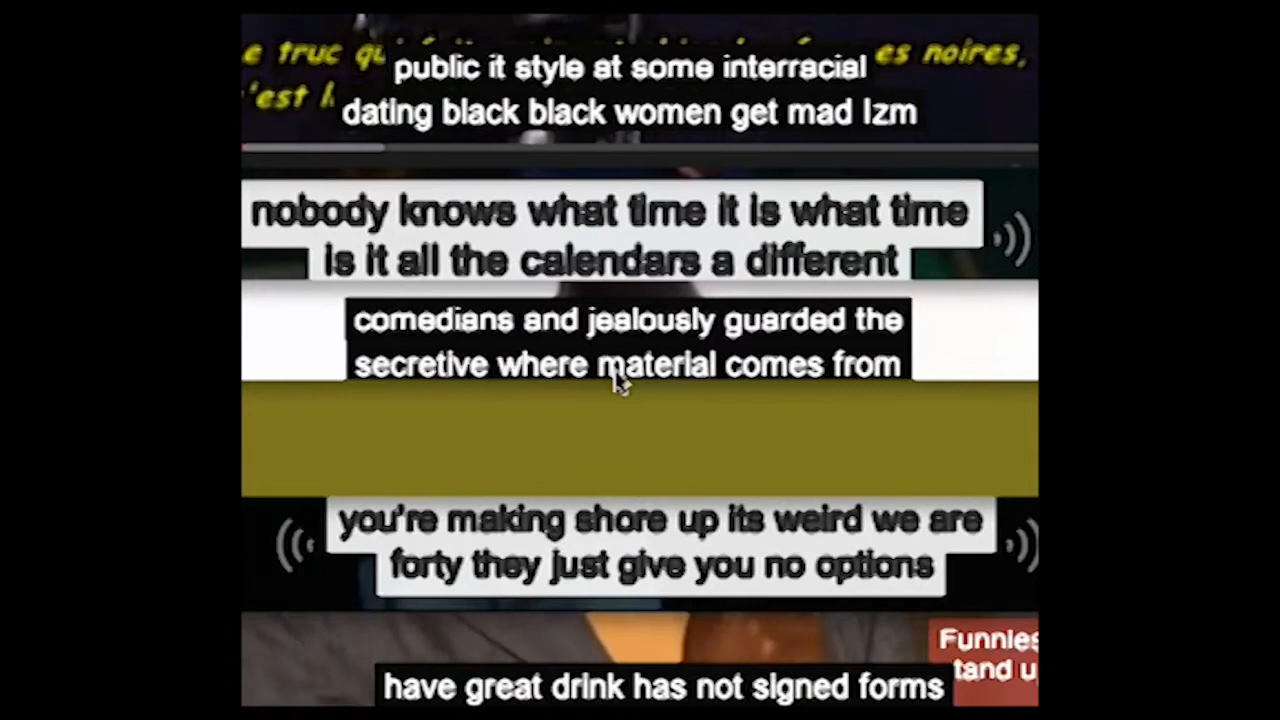 e truc qu es noires,
'est l
public it style at some interracial
dating black black women get mad Izm
nobody knows what time it is what time
is it all the calendars a different
comedians and jealously guarded the
secretive where material comes from
you're making shore up its weird we are
forty they just give you no options
Funnies
tand u
have great drink has not signed forms